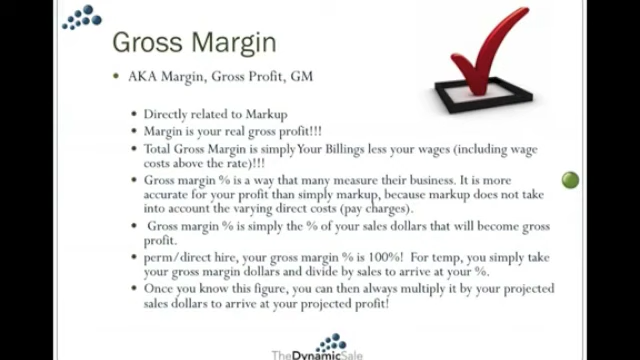 Gross Margin
AKA Margin, Gross Profit, GM
Directly related to Markup
Margin is your real gross profit!!!
Total Gross Margin is simply Your Billings less your wages (including wage
costs above the rate)!!!
Gross margin % is a way that many measure their business. It is more
accurate for your profit than simply markup, because markup does not take
into account the varying direct costs (pay charges).
Gross margin % is simply the % of your sales dollars that will become gross
profit.
perm/direct hire, your gross margin % is 100%! For temp, you simply take
your gross margin dollars and divide by sales to arrive at your %.
Once you know this figure, you can then always multiply it by your projected
sales dollars to arrive at your projected profit!
TheDynamicSale